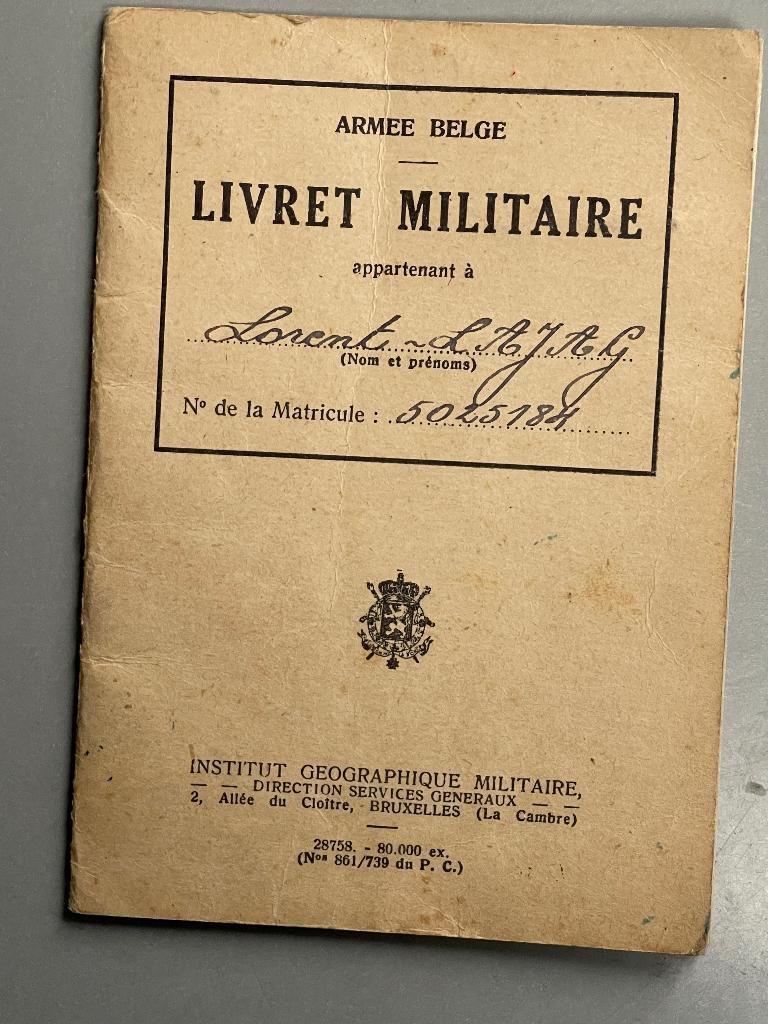 ARMEE BELGE
LIVRET MILITAIRE
appartenant à
Lorent ~ L A J A G
(Nom et prénoms)
Nº de la Matricule : 5025184
INSTITUT GEOGRAPHIQUE MILITAIRE,
— — DIRECTION SERVICES GENERAUX — —
2, Allée du Cloître, - BRUXELLES (La Cambre)
28758. - 80.000 ex.
(Nos 861/739 du P. C.)